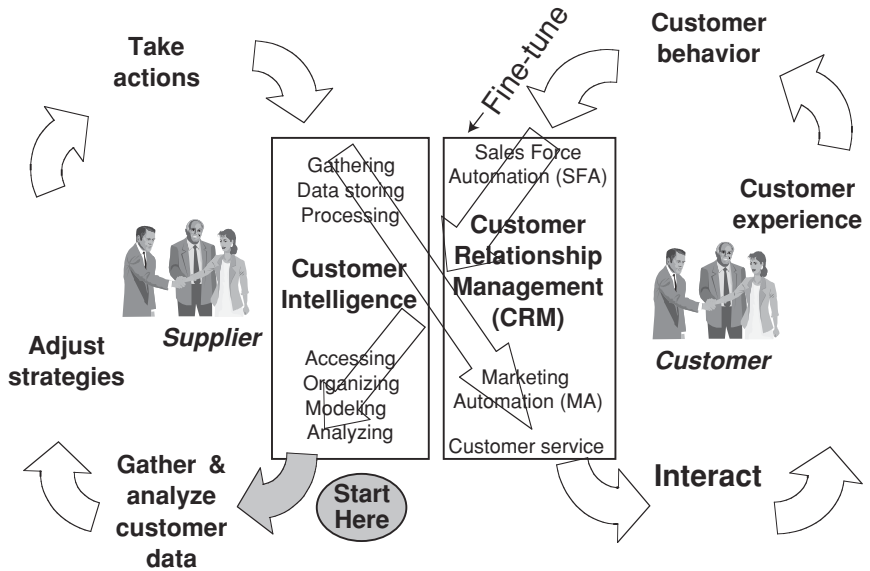 Take
actions
Fine-tune
Customer
behavior
Gathering
Data storing
Processing
Customer
Intelligence
Accessing
Organizing
Modeling
Analyzing
Sales Force
Automation (SFA)
Customer
Relationship
Management
(CRM)
Marketing
Automation (MA)
Customer service
Customer
experience
Supplier
Customer
Adjust
strategies
Gather &
analyze
customer
data
Start
Here
Interact